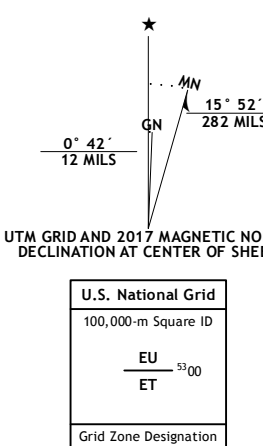 ★
MN
15° 52´
282 MILS
GN
0° 42´
12 MILS
UTM GRID AND 2017 MAGNETIC NO
DECLINATION AT CENTER OF SHEE
U.S. National Grid
100,000-m Square ID
EU
5300
ET
Grid Zone Designation